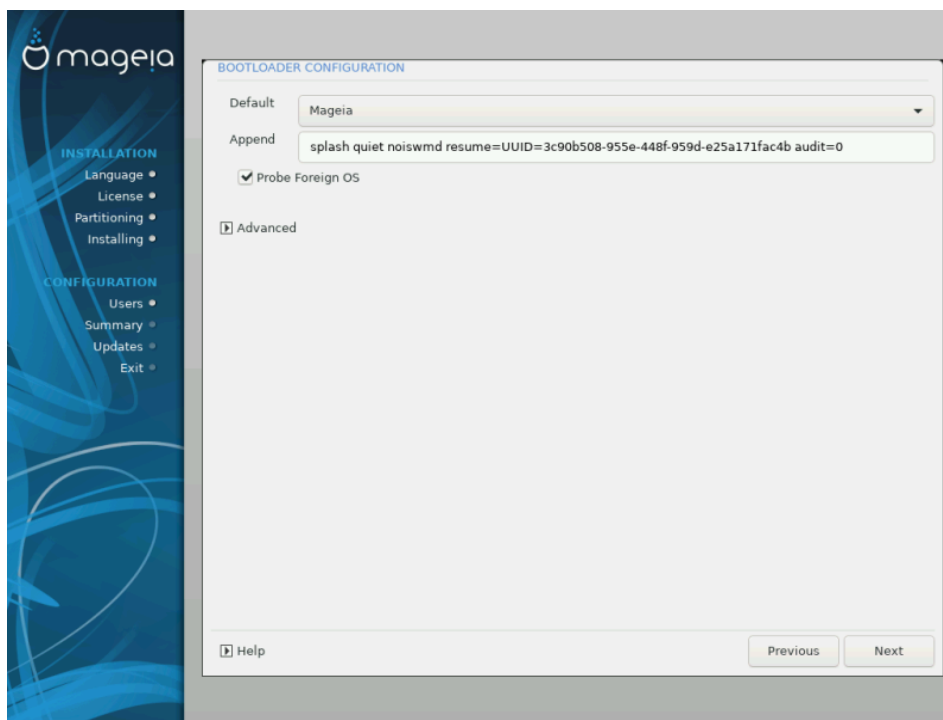 mageia
INSTALLATION
Language
License
Partitioning
Installing
CONFIGURATION
Users
Summary
Updates
Exit
BOOTLOADER CONFIGURATION
Default
Mageia
Append
splash quiet noiswmd resume=UUID=3c90b508-955e-448f-959d-e25a171fac4b audit=0
Probe Foreign OS
Advanced
Help
Previous
Next